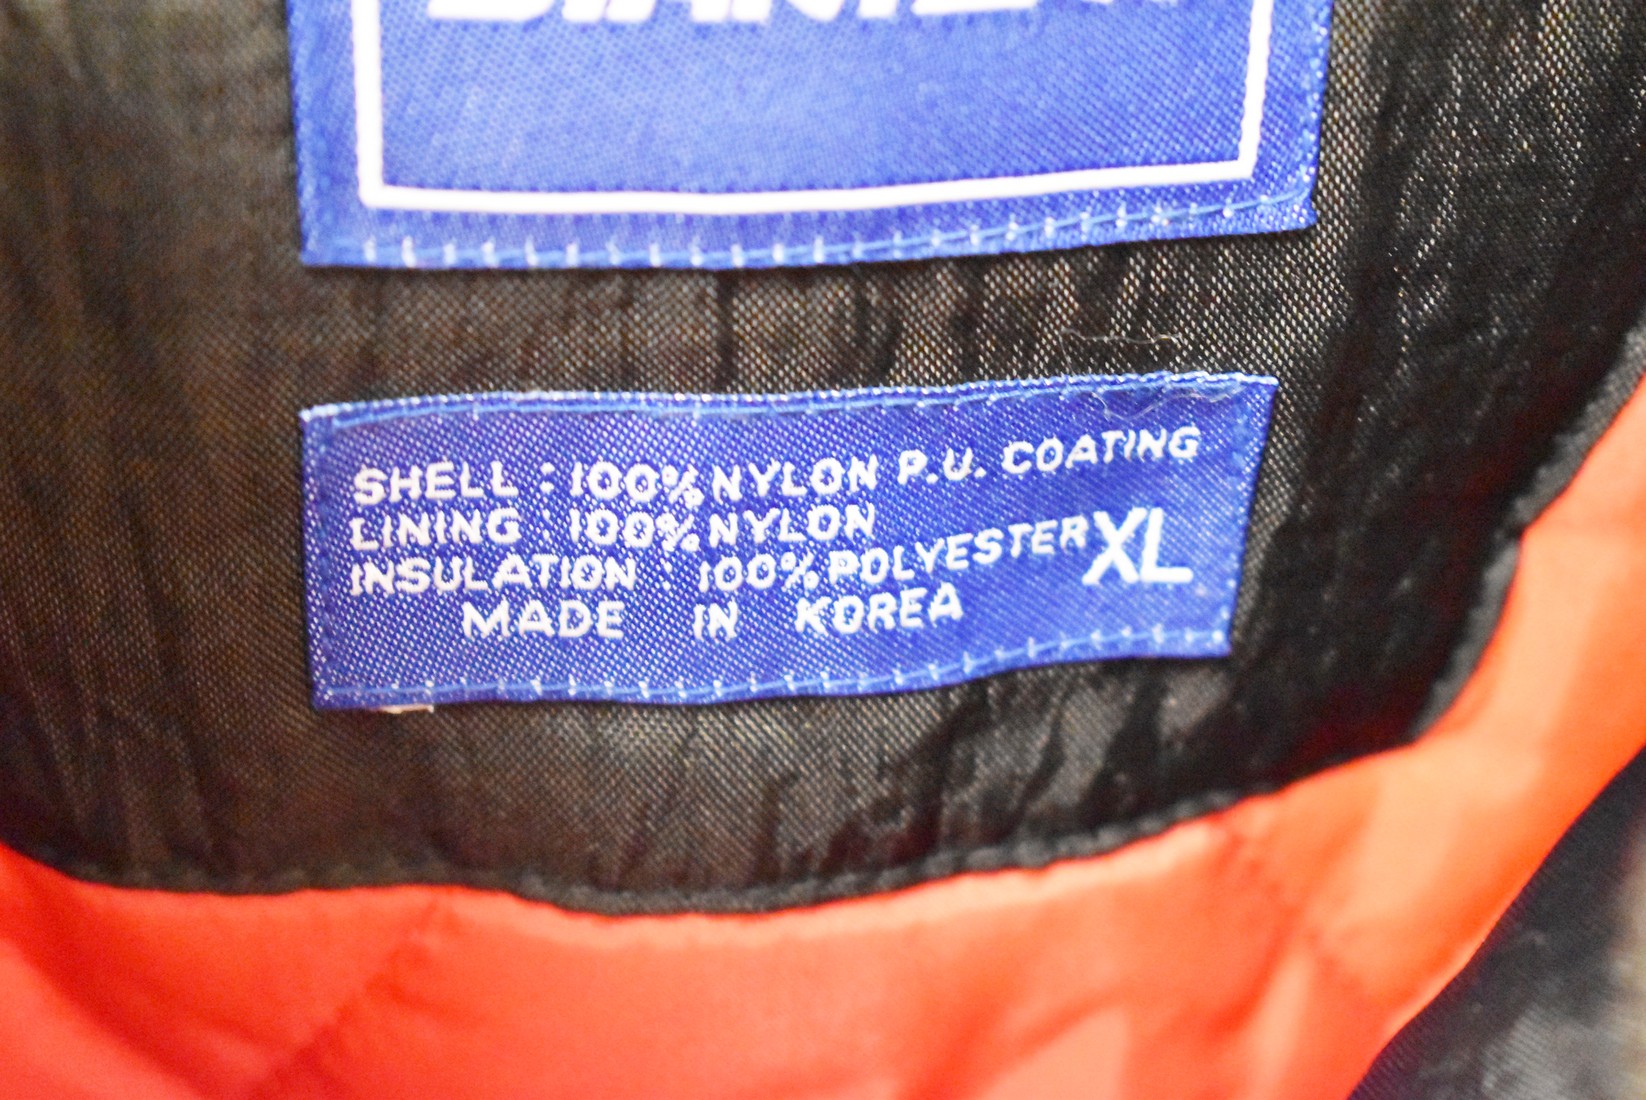 SHELL : 100% NYLON P.U. COATING
LINING : 100% NYLON
INSULATION : 100% POLYESTER XL
MADE IN KOREA